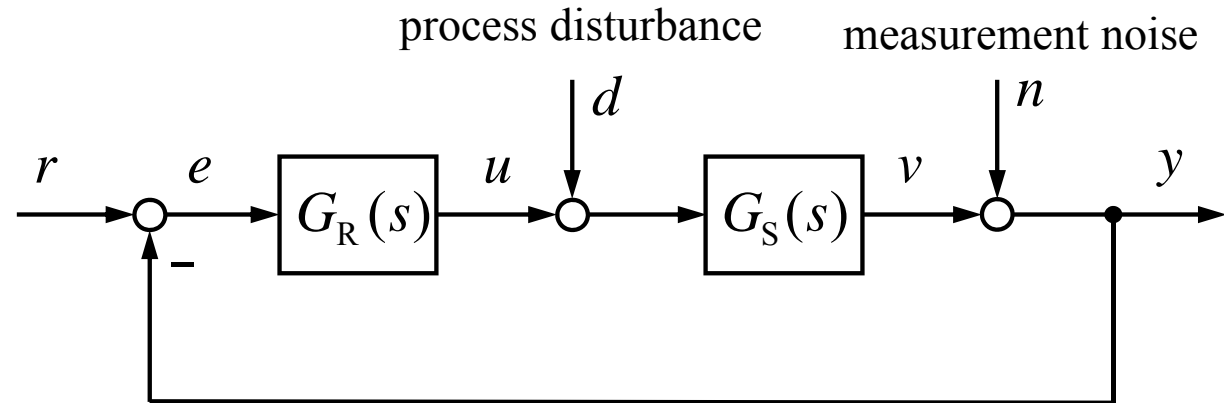 process disturbance
measurement noise
d
n
r
e
G_R(s)
u
G_S(s)
v
y
−